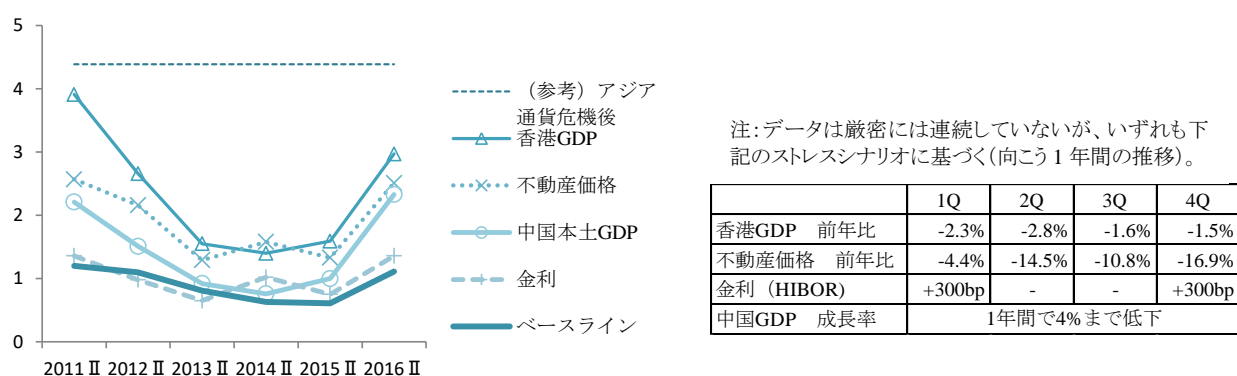 5
4
3
2
1
0
2011Ⅱ 2012Ⅱ 2013Ⅱ 2014Ⅱ 2015Ⅱ 2016Ⅱ
（参考）アジア
通貨危機後
香港GDP
不動産価格
中国本土GDP
金利
ベースライン
注：データは厳密には連続していないが、いずれも下
記のストレスシナリオに基づく(向こう 1 年間の推移)。
1Q 2Q 3Q 4Q
香港GDP 前年比 -2.3% -2.8% -1.6% -1.5%
不動産価格 前年比 -4.4% -14.5% -10.8% -16.9%
金利（HIBOR) +300bp - - +300bp
中国GDP 成長率 1年間で4%まで低下